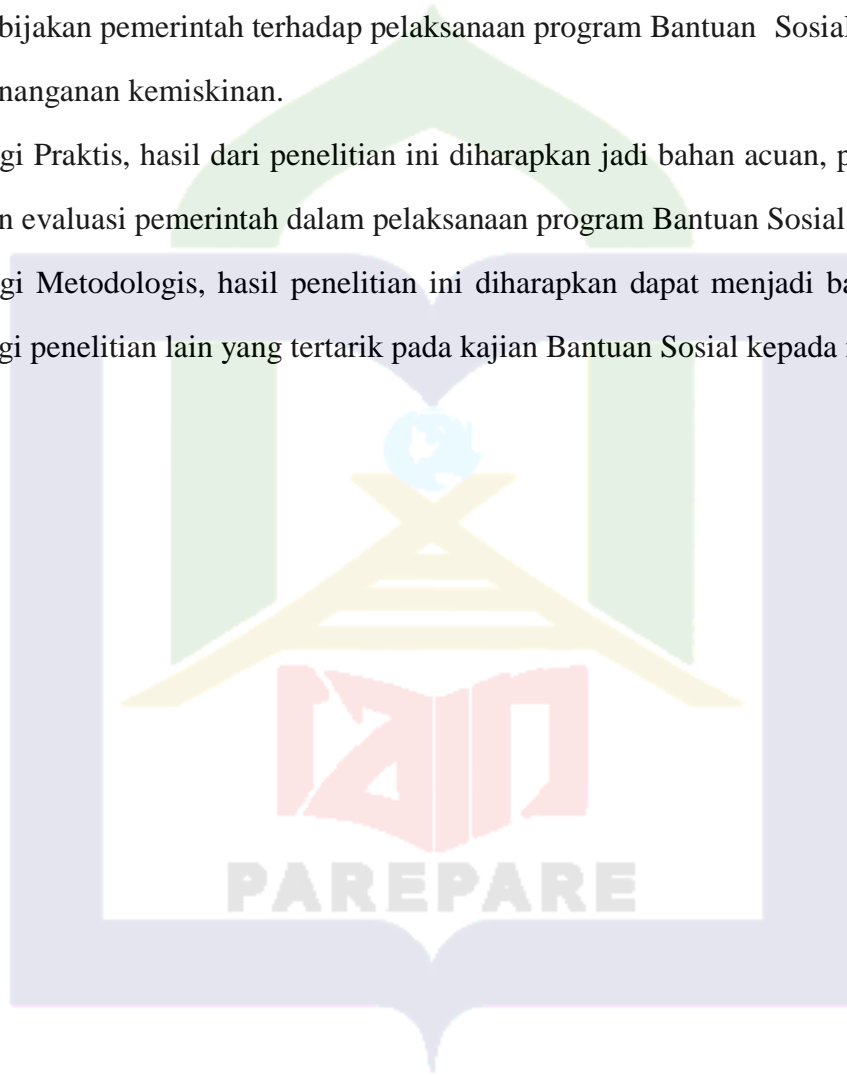 bijakan pemerintah terhadap pelaksanaan program Bantuan Sosial
nanganan kemiskinan.
gi Praktis, hasil dari penelitian ini diharapkan jadi bahan acuan, p
n evaluasi pemerintah dalam pelaksanaan program Bantuan Sosial
gi Metodologis, hasil penelitian ini diharapkan dapat menjadi ba
gi penelitian lain yang tertarik pada kajian Bantuan Sosial kepada
iain
PAREPARE